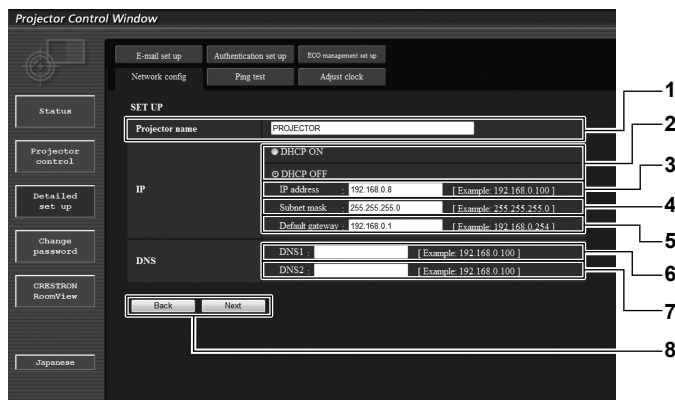 Projector Control Window
E-mail set up Authentication set up ECO management set up
Network config Ping test Adjust clock
Status
Projector control
Detailed set up
Change password
CRESTRON RoomView
Japanese
SET UP
Projector name PROJECTOR
IP
DHCP ON
DHCP OFF
IP address : 192.168.0.8 [ Example: 192.168.0.100 ]
Subnet mask : 255.255.255.0 [ Example: 255.255.255.0 ]
Default gateway : 192.168.0.1 [ Example: 192.168.0.254 ]
DNS
DNS1 : [ Example: 192.168.0.100 ]
DNS2 : [ Example: 192.168.0.100 ]
Back Next
1
2
3
4
5
6
7
8